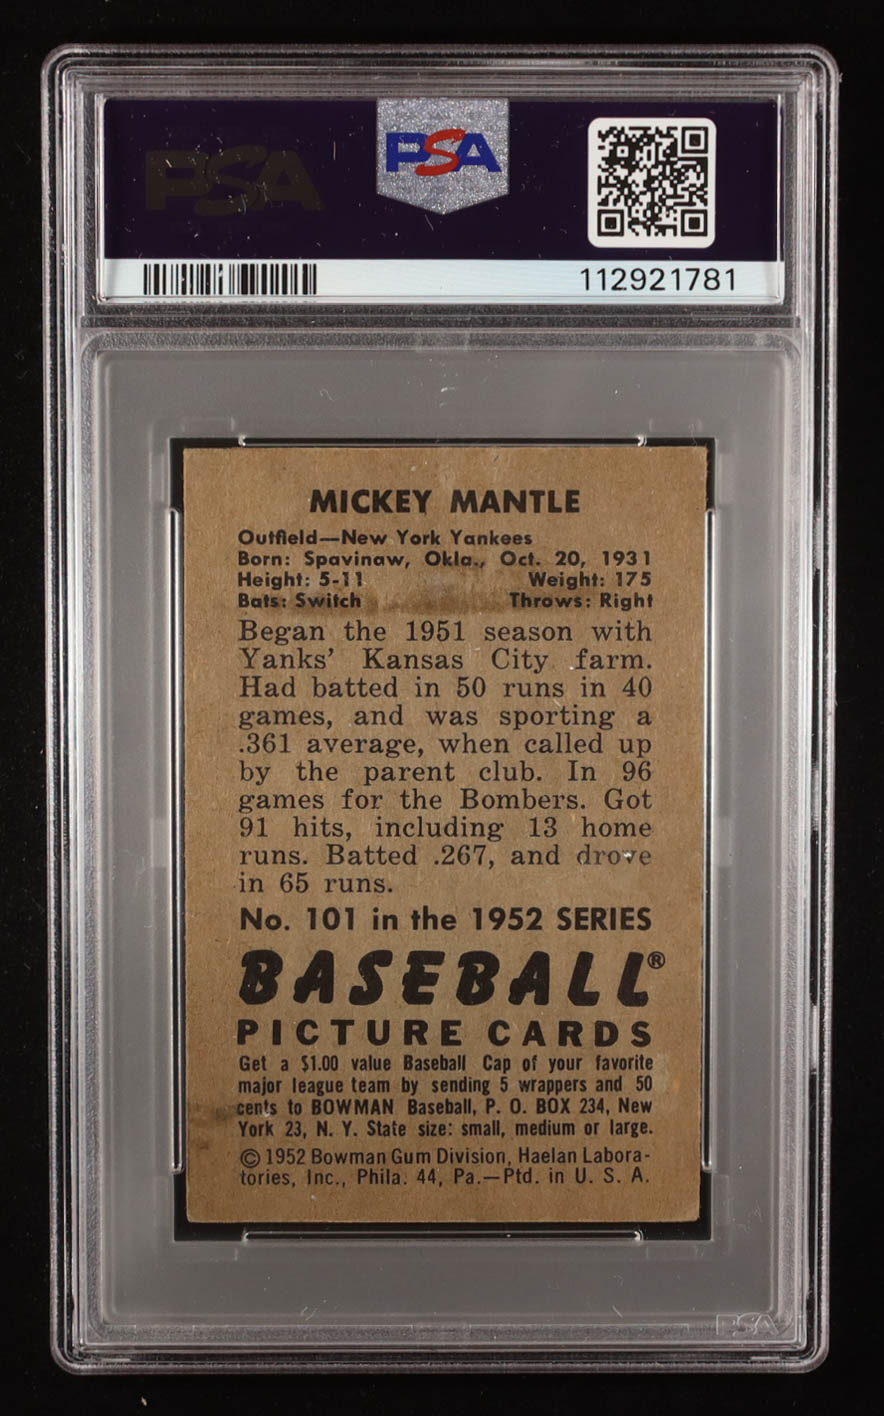 PSA
PSA
112921781
MICKEY MANTLE
Outfield—New York Yankees
Born: Spavinaw, Okla., Oct. 20, 1931
Height: 5-11 Weight: 175
Bats: Switch Throws: Right
Began the 1951 season with
Yanks' Kansas City farm.
Had batted in 50 runs in 40
games, and was sporting a
.361 average, when called up
by the parent club. In 96
games for the Bombers. Got
91 hits, including 13 home
runs. Batted .267, and drove
in 65 runs.
No. 101 in the 1952 SERIES
BASEBALL®
PICTURE CARDS
Get a $1.00 value Baseball Cap of your favorite
major league team by sending 5 wrappers and 50
cents to BOWMAN Baseball, P. O. BOX 234, New
York 23, N. Y. State size: small, medium or large.
© 1952 Bowman Gum Division, Haelan Labora-
tories, Inc., Phila. 44, Pa.—Ptd. in U. S. A.
PSA